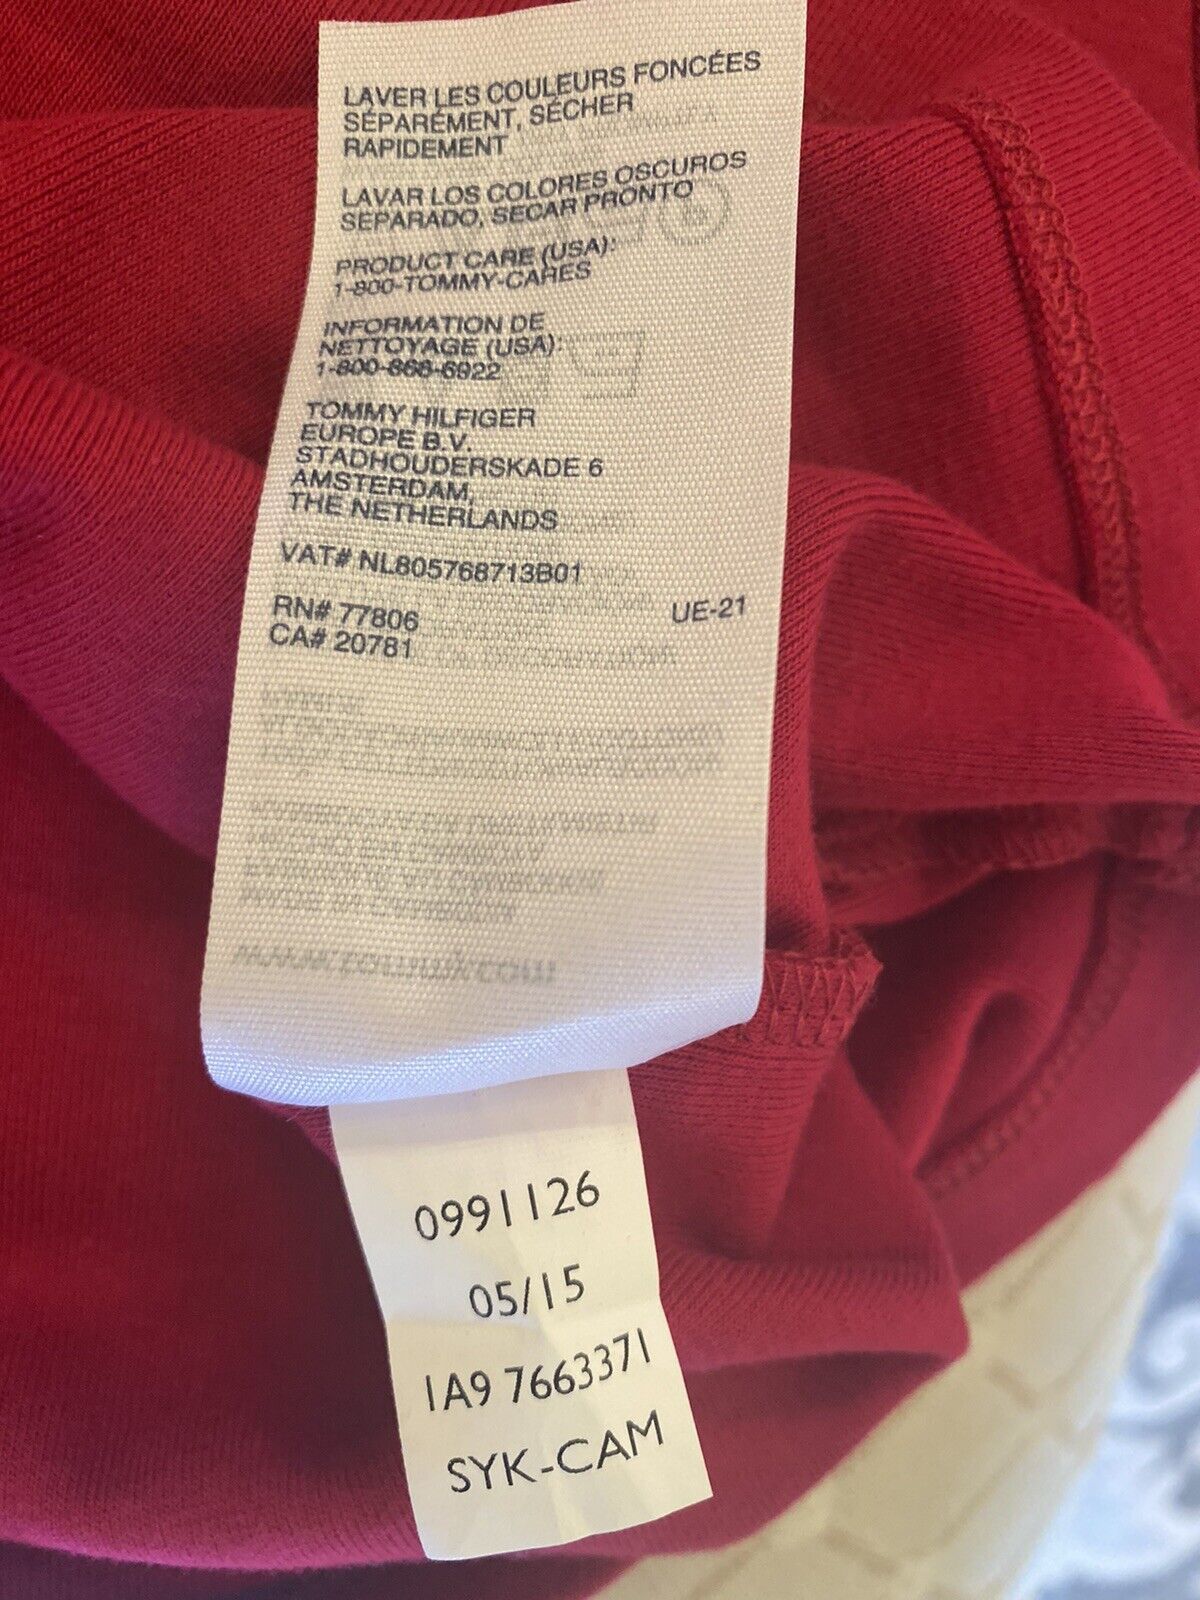 LAVER LES COULEURS FONCÉES
SÉPARÉMENT, SÉCHER
RAPIDEMENT
LAVAR LOS COLORES OSCUROS
SEPARADO, SECAR PRONTO
PRODUCT CARE (USA):
1-800-TOMMY-CARES
INFORMATION DE
NETTOYAGE (USA):
1-800-866-6922
TOMMY HILFIGER
EUROPE B.V.
STADHOUDERSKADE 6
AMSTERDAM,
THE NETHERLANDS
VAT# NL805768713B01
RN# 77806 UE-21
CA# 20781
0991126
05/15
1A9 7663371
SYK-CAM